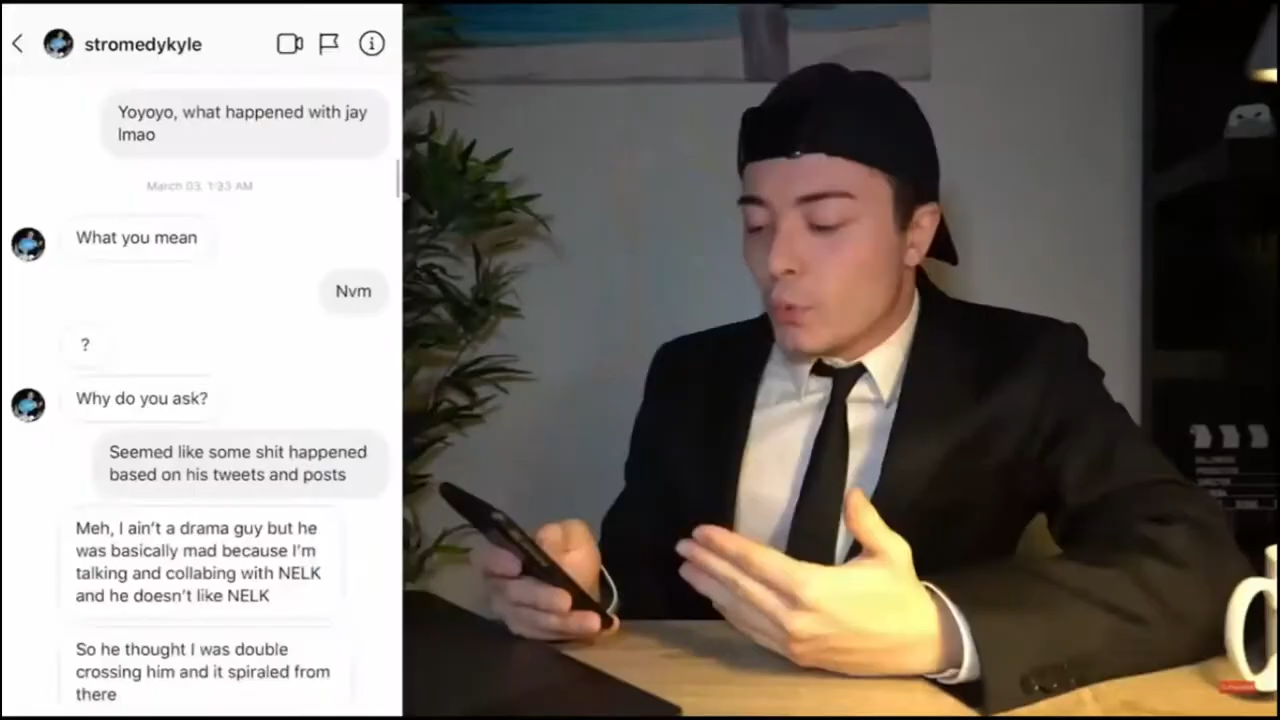 stromedykyle
Yoyoyo, what happened with jay
lmao
March 03, 1:33 AM
What you mean
Nvm
?
Why do you ask?
Seemed like some shit happened
based on his tweets and posts
Meh, I ain't a drama guy but he
was basically mad because I'm
talking and collabing with NELK
and he doesn't like NELK
So he thought I was double
crossing him and it spiraled from
there